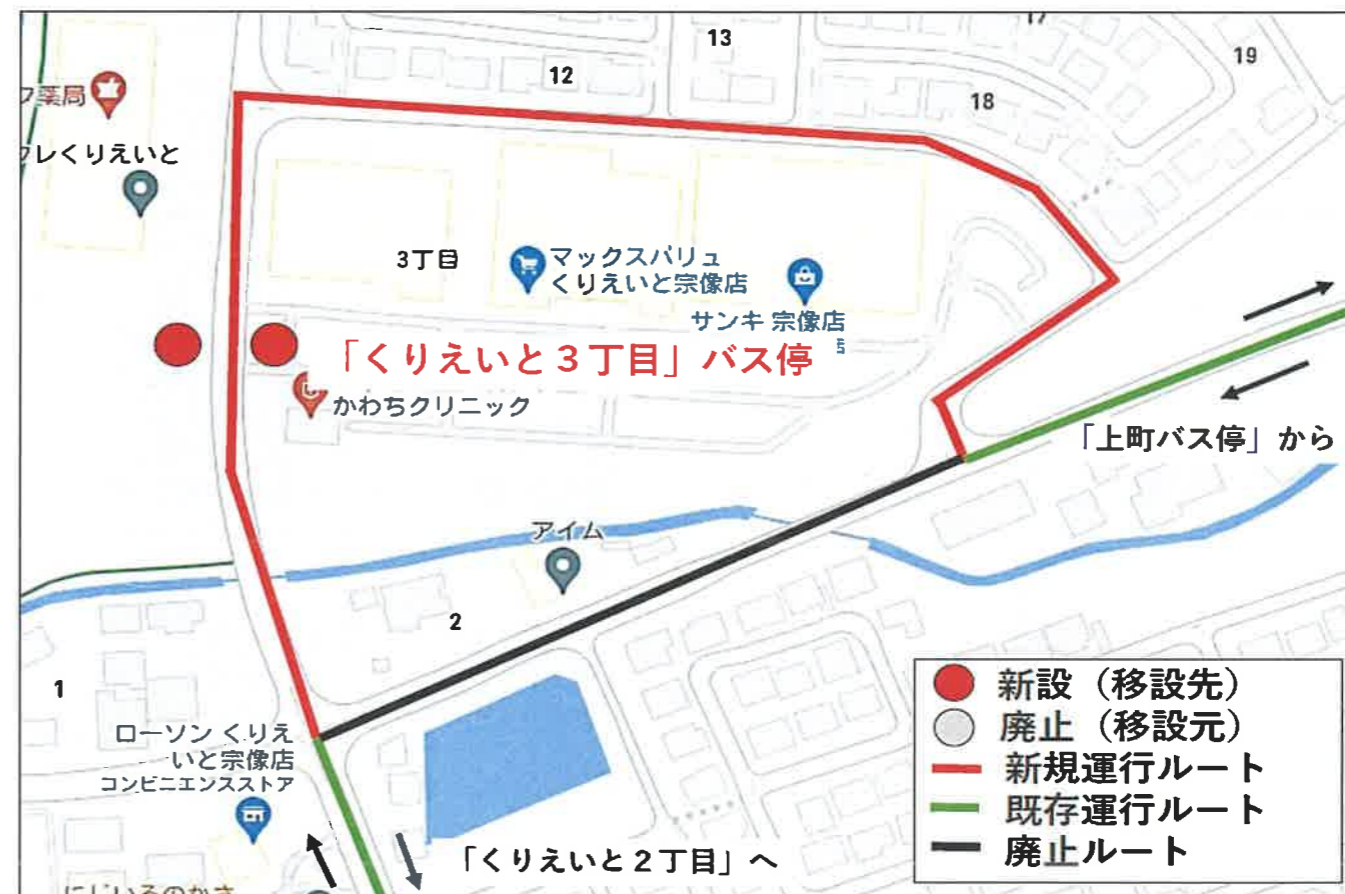 17
13
19
12
18
薬局
レくりえいと
3丁目
マックスバリュ
くりえいと宗像店
サンキ 宗像店
「くりえいと3丁目」バス停
かわちクリニック
「上町バス停」から
アイム
2
1
ローソン くりえ
いと宗像店
コンビニエンスストア
「くりえいと2丁目」へ
新設（移設先）
廃止（移設元）
新規運行ルート
既存運行ルート
廃止ルート